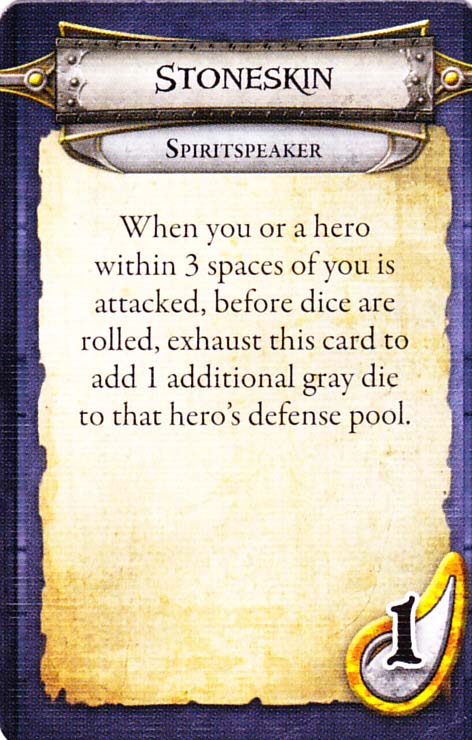 STONESKIN
SPIRITSPEAKER
When you or a hero
within 3 spaces of you is
attacked, before dice are
rolled, exhaust this card to
add 1 additional gray die
to that hero's defense pool.
1